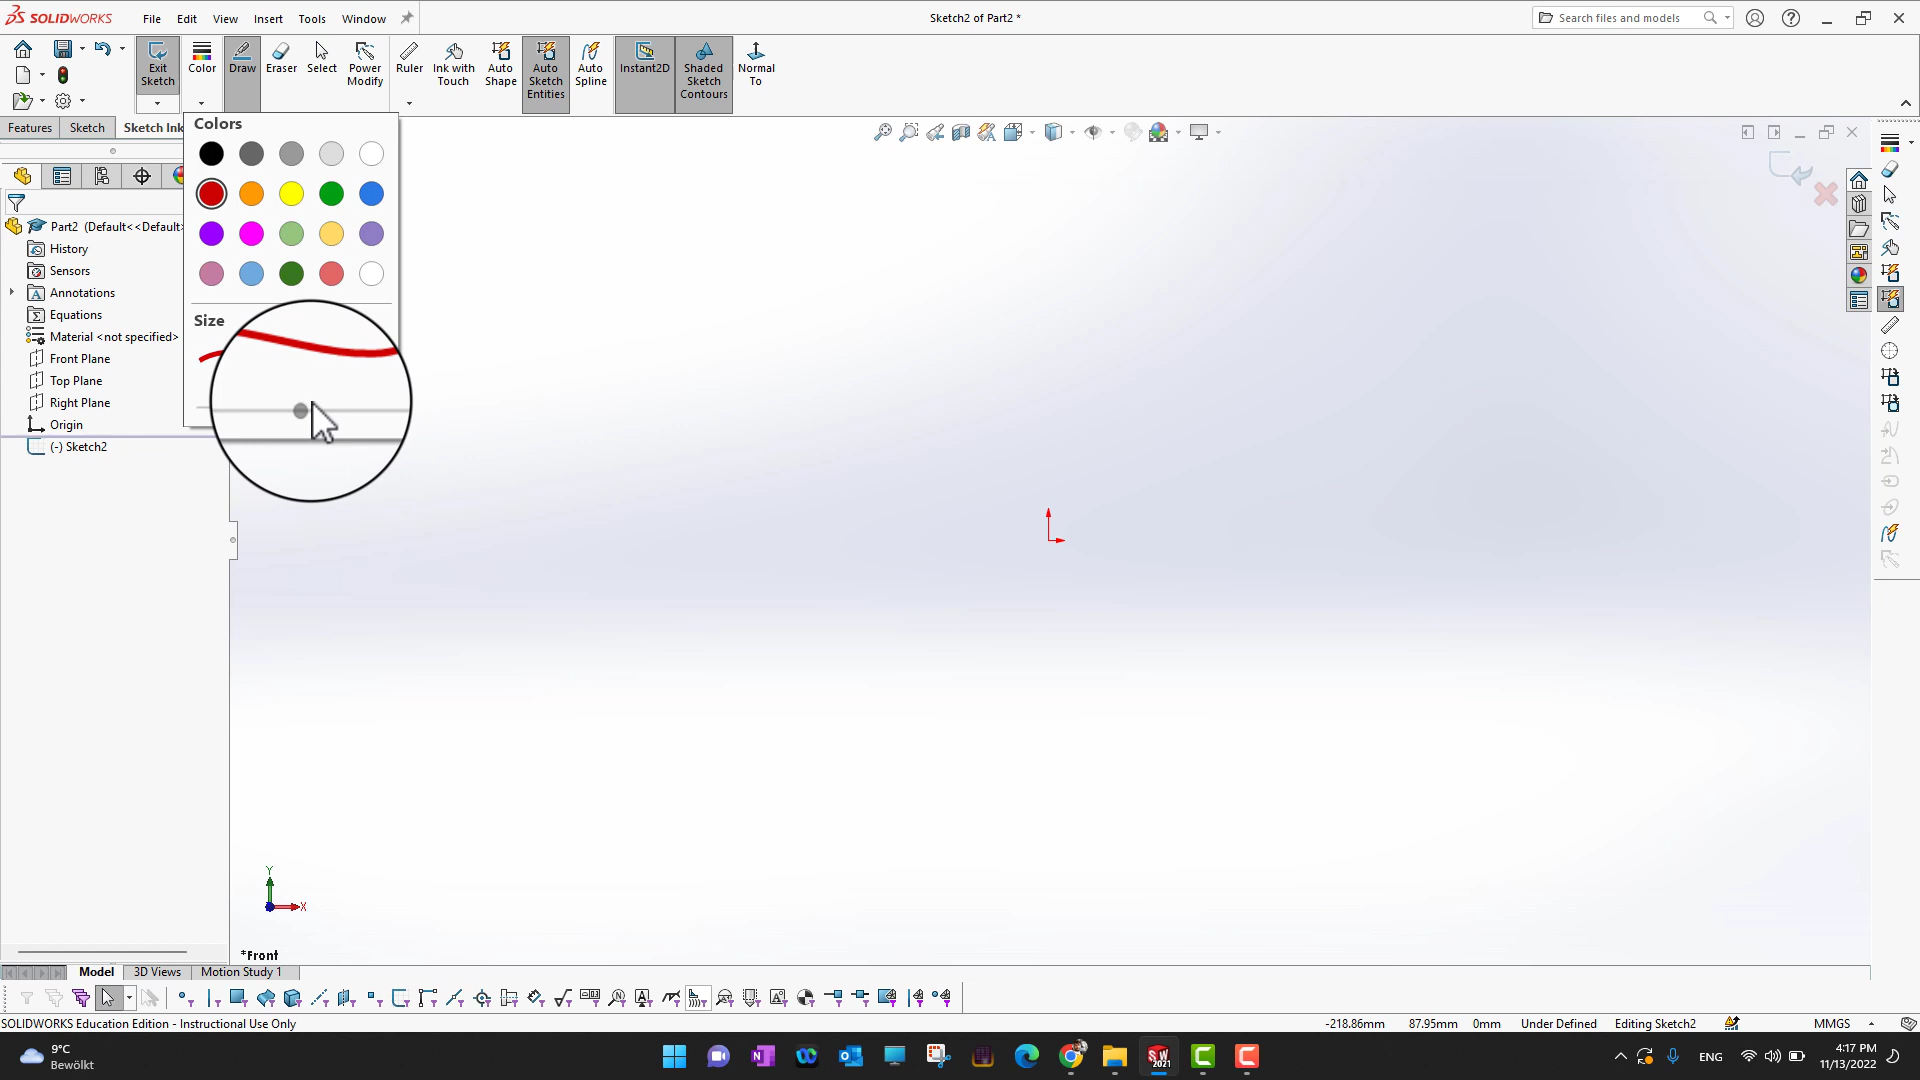 SOLIDWORKS File Edit View Insert Tools Window
Sketch2 of Part2 *
Search files and models
Exit Sketch
Color
Draw
Eraser
Select
Power Modify
Ruler
Ink with Touch
Auto Shape
Auto Sketch Entities
Auto Spline
Instant2D
Shaded Sketch Contours
Normal To
Features Sketch Sketch Ink
Colors
Size
Part2 (Default<<Default>
History
Sensors
Annotations
Equations
Material <not specified>
Front Plane
Top Plane
Right Plane
Origin
(-) Sketch2
Y
X
*Front
Model 3D Views Motion Study 1
SOLIDWORKS Education Edition - Instructional Use Only
-218.86mm 87.95mm 0mm Under Defined Editing Sketch2 MMGS
9°C
Bewölkt
SW
2021
ENG
4:17 PM
11/13/2022